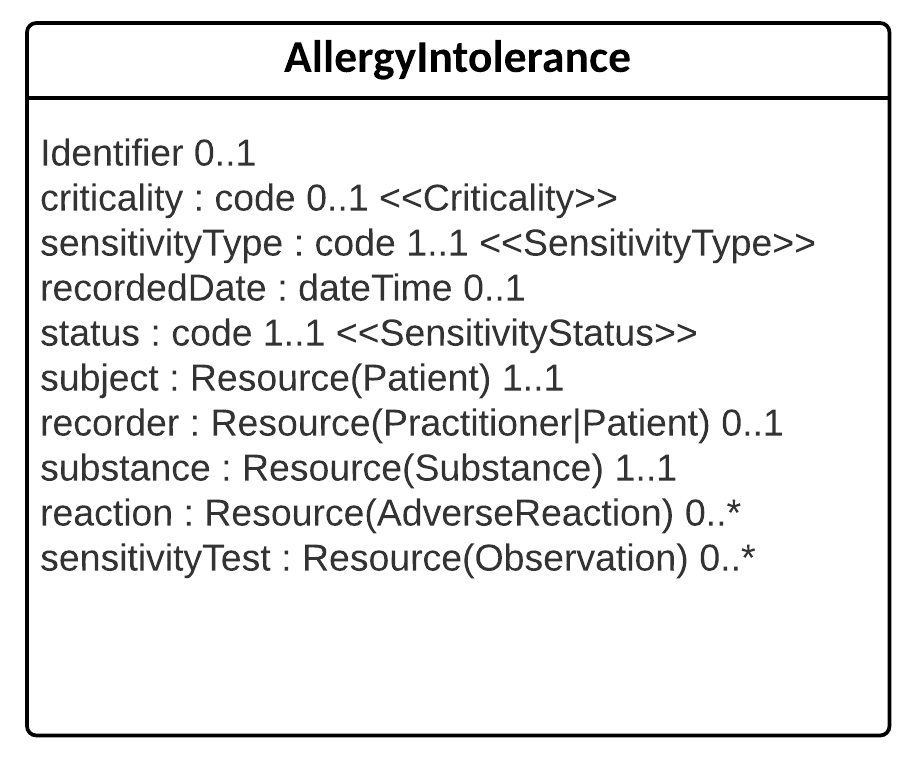 AllergyIntolerance
Identifier 0..1
criticality : code 0..1 <<Criticality>>
sensitivityType : code 1..1 <<SensitivityType>>
recordedDate : dateTime 0..1
status : code 1..1 <<SensitivityStatus>>
subject : Resource(Patient) 1..1
recorder : Resource(Practitioner|Patient) 0..1
substance : Resource(Substance) 1..1
reaction : Resource(AdverseReaction) 0..*
sensitivityTest : Resource(Observation) 0..*